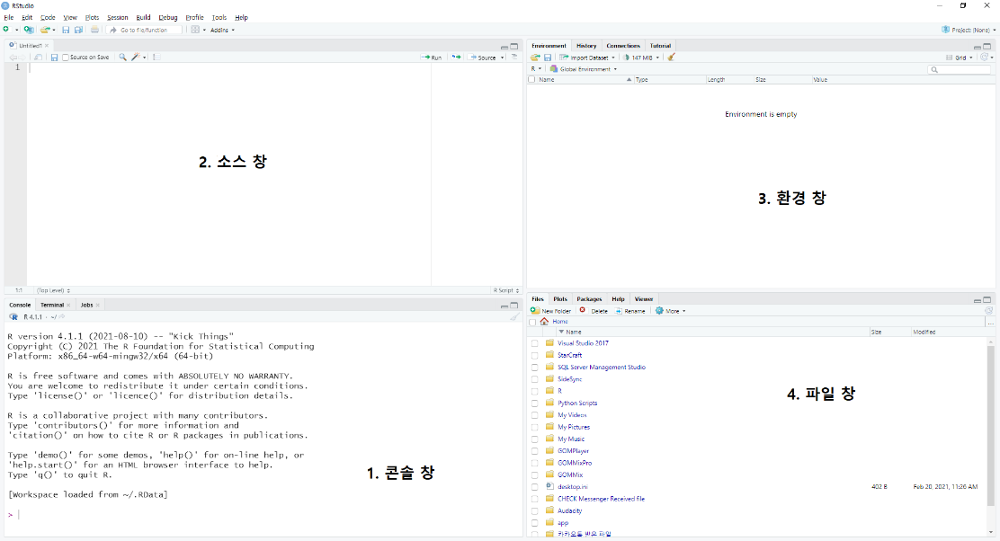 RStudio
File Edit Code View Plots Session Build Debug Profile Tools Help
Go to file/function Addins Project: (None)
Untitled1
Source on Save Run Source
1
2. 소스 창
1:1 (Top Level) R Script
Console Terminal Jobs
R 4.1.1 · ~/
R version 4.1.1 (2021-08-10) -- "Kick Things"
Copyright (C) 2021 The R Foundation for Statistical Computing
Platform: x86_64-w64-mingw32/x64 (64-bit)
R is free software and comes with ABSOLUTELY NO WARRANTY.
You are welcome to redistribute it under certain conditions.
Type 'license()' or 'licence()' for distribution details.
R is a collaborative project with many contributors.
Type 'contributors()' for more information and
'citation()' on how to cite R or R packages in publications.
Type 'demo()' for some demos, 'help()' for on-line help, or
'help.start()' for an HTML browser interface to help.
Type 'q()' to quit R.
1. 콘솔 창
[Workspace loaded from ~/.RData]
>
Environment History Connections Tutorial
Import Dataset 147 MiB Grid
R Global Environment
Name Type Length Size Value
Environment is empty
3. 환경 창
Files Plots Packages Help Viewer
New Folder Delete Rename More
Home ...
Name Size Modified
Visual Studio 2017
StarCraft
SQL Server Management Studio
SideSync
R
4. 파일 창
Python Scripts
My Videos
My Pictures
My Music
GOMPlayer
GOMMixPro
GOMMix
desktop.ini 402 B Feb 20, 2021, 11:26 AM
CHECK Messenger Received file
Audacity
app
카카오톡 받은 파일